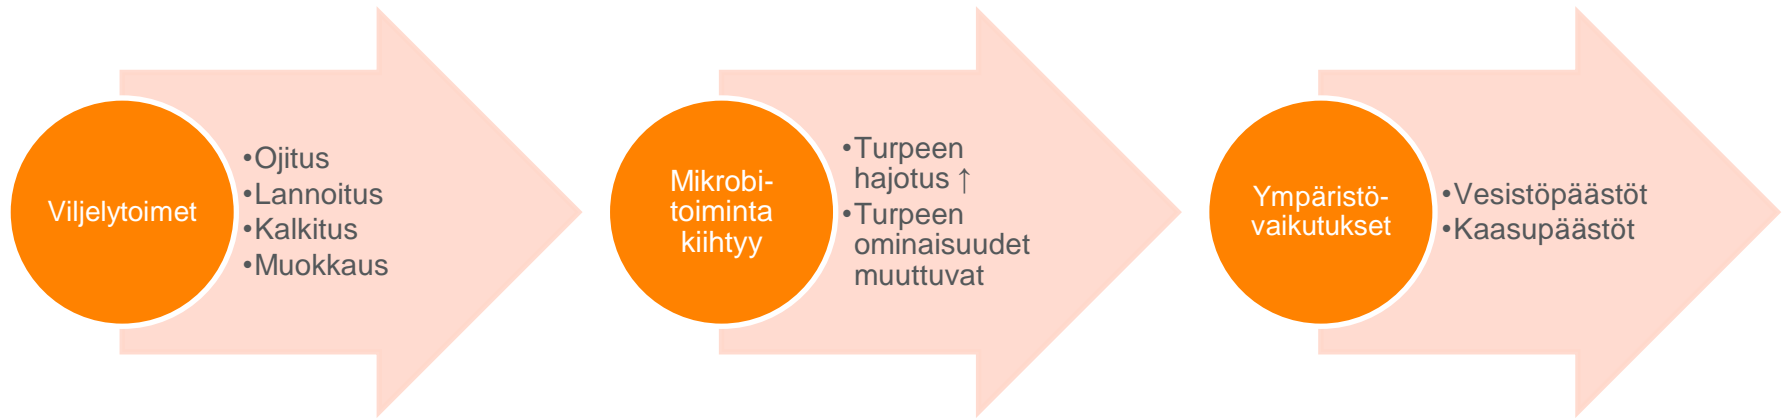 Viljelytoimet
•Ojitus
•Lannoitus
•Kalkitus
•Muokkaus
Mikrobi-
toiminta
kiihtyy
•Turpeen
hajotus ↑
•Turpeen
ominaisuudet
muuttuvat
Ympäristö-
vaikutukset
•Vesistöpäästöt
•Kaasupäästöt